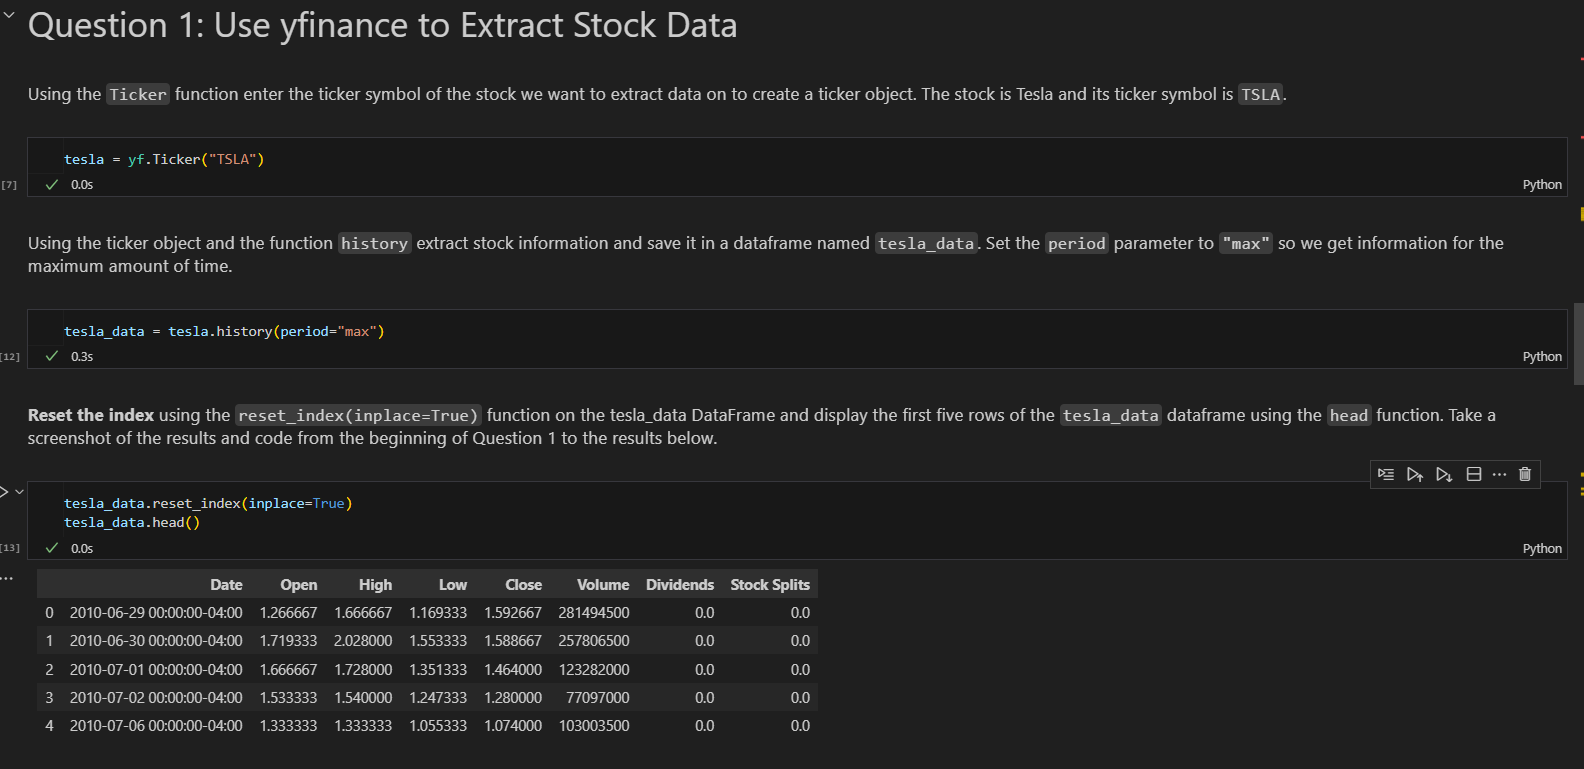 Question 1: Use yfinance to Extract Stock Data
Using the Ticker function enter the ticker symbol of the stock we want to extract data on to create a ticker object. The stock is Tesla and its ticker symbol is TSLA.
tesla = yf.Ticker("TSLA")
[7] 0.0s Python
Using the ticker object and the function history extract stock information and save it in a dataframe named tesla_data. Set the period parameter to "max" so we get information for the
maximum amount of time.
tesla_data = tesla.history(period="max")
[12] 0.3s Python
Reset the index using the reset_index(inplace=True) function on the tesla_data DataFrame and display the first five rows of the tesla_data dataframe using the head function. Take a
screenshot of the results and code from the beginning of Question 1 to the results below.
tesla_data.reset_index(inplace=True)
tesla_data.head()
[13] 0.0s Python
Date Open High Low Close Volume Dividends Stock Splits
0 2010-06-29 00:00:00-04:00 1.266667 1.666667 1.169333 1.592667 281494500 0.0 0.0
1 2010-06-30 00:00:00-04:00 1.719333 2.028000 1.553333 1.588667 257806500 0.0 0.0
2 2010-07-01 00:00:00-04:00 1.666667 1.728000 1.351333 1.464000 123282000 0.0 0.0
3 2010-07-02 00:00:00-04:00 1.533333 1.540000 1.247333 1.280000 77097000 0.0 0.0
4 2010-07-06 00:00:00-04:00 1.333333 1.333333 1.055333 1.074000 103003500 0.0 0.0